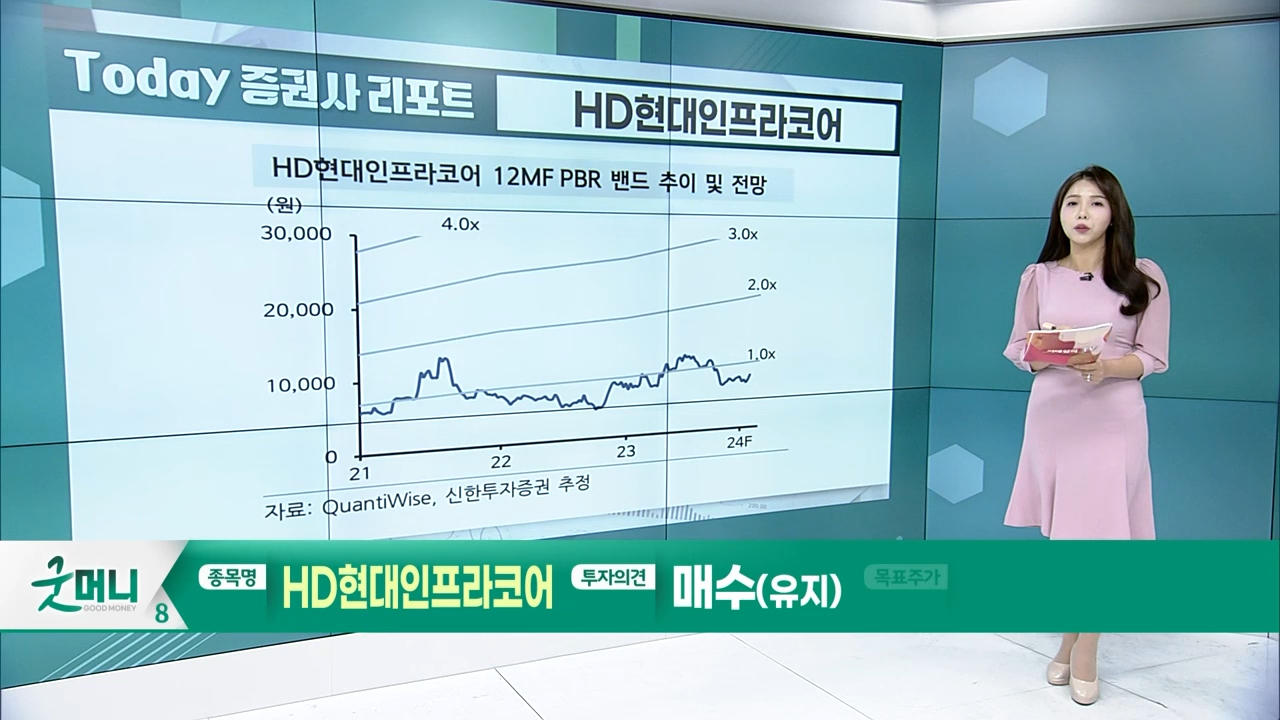 Today 증권사 리포트
HD현대인프라코어
HD현대인프라코어 12MF PBR 밴드 추이 및 전망
(원)
30,000
20,000
10,000
0
4.0x
3.0x
2.0x
1.0x
21
22
23
24F
자료: QuantiWise, 신한투자증권 추정
굿머니
GOOD MONEY
8
종목명
HD현대인프라코어
투자의견
매수(유지)
목표주가